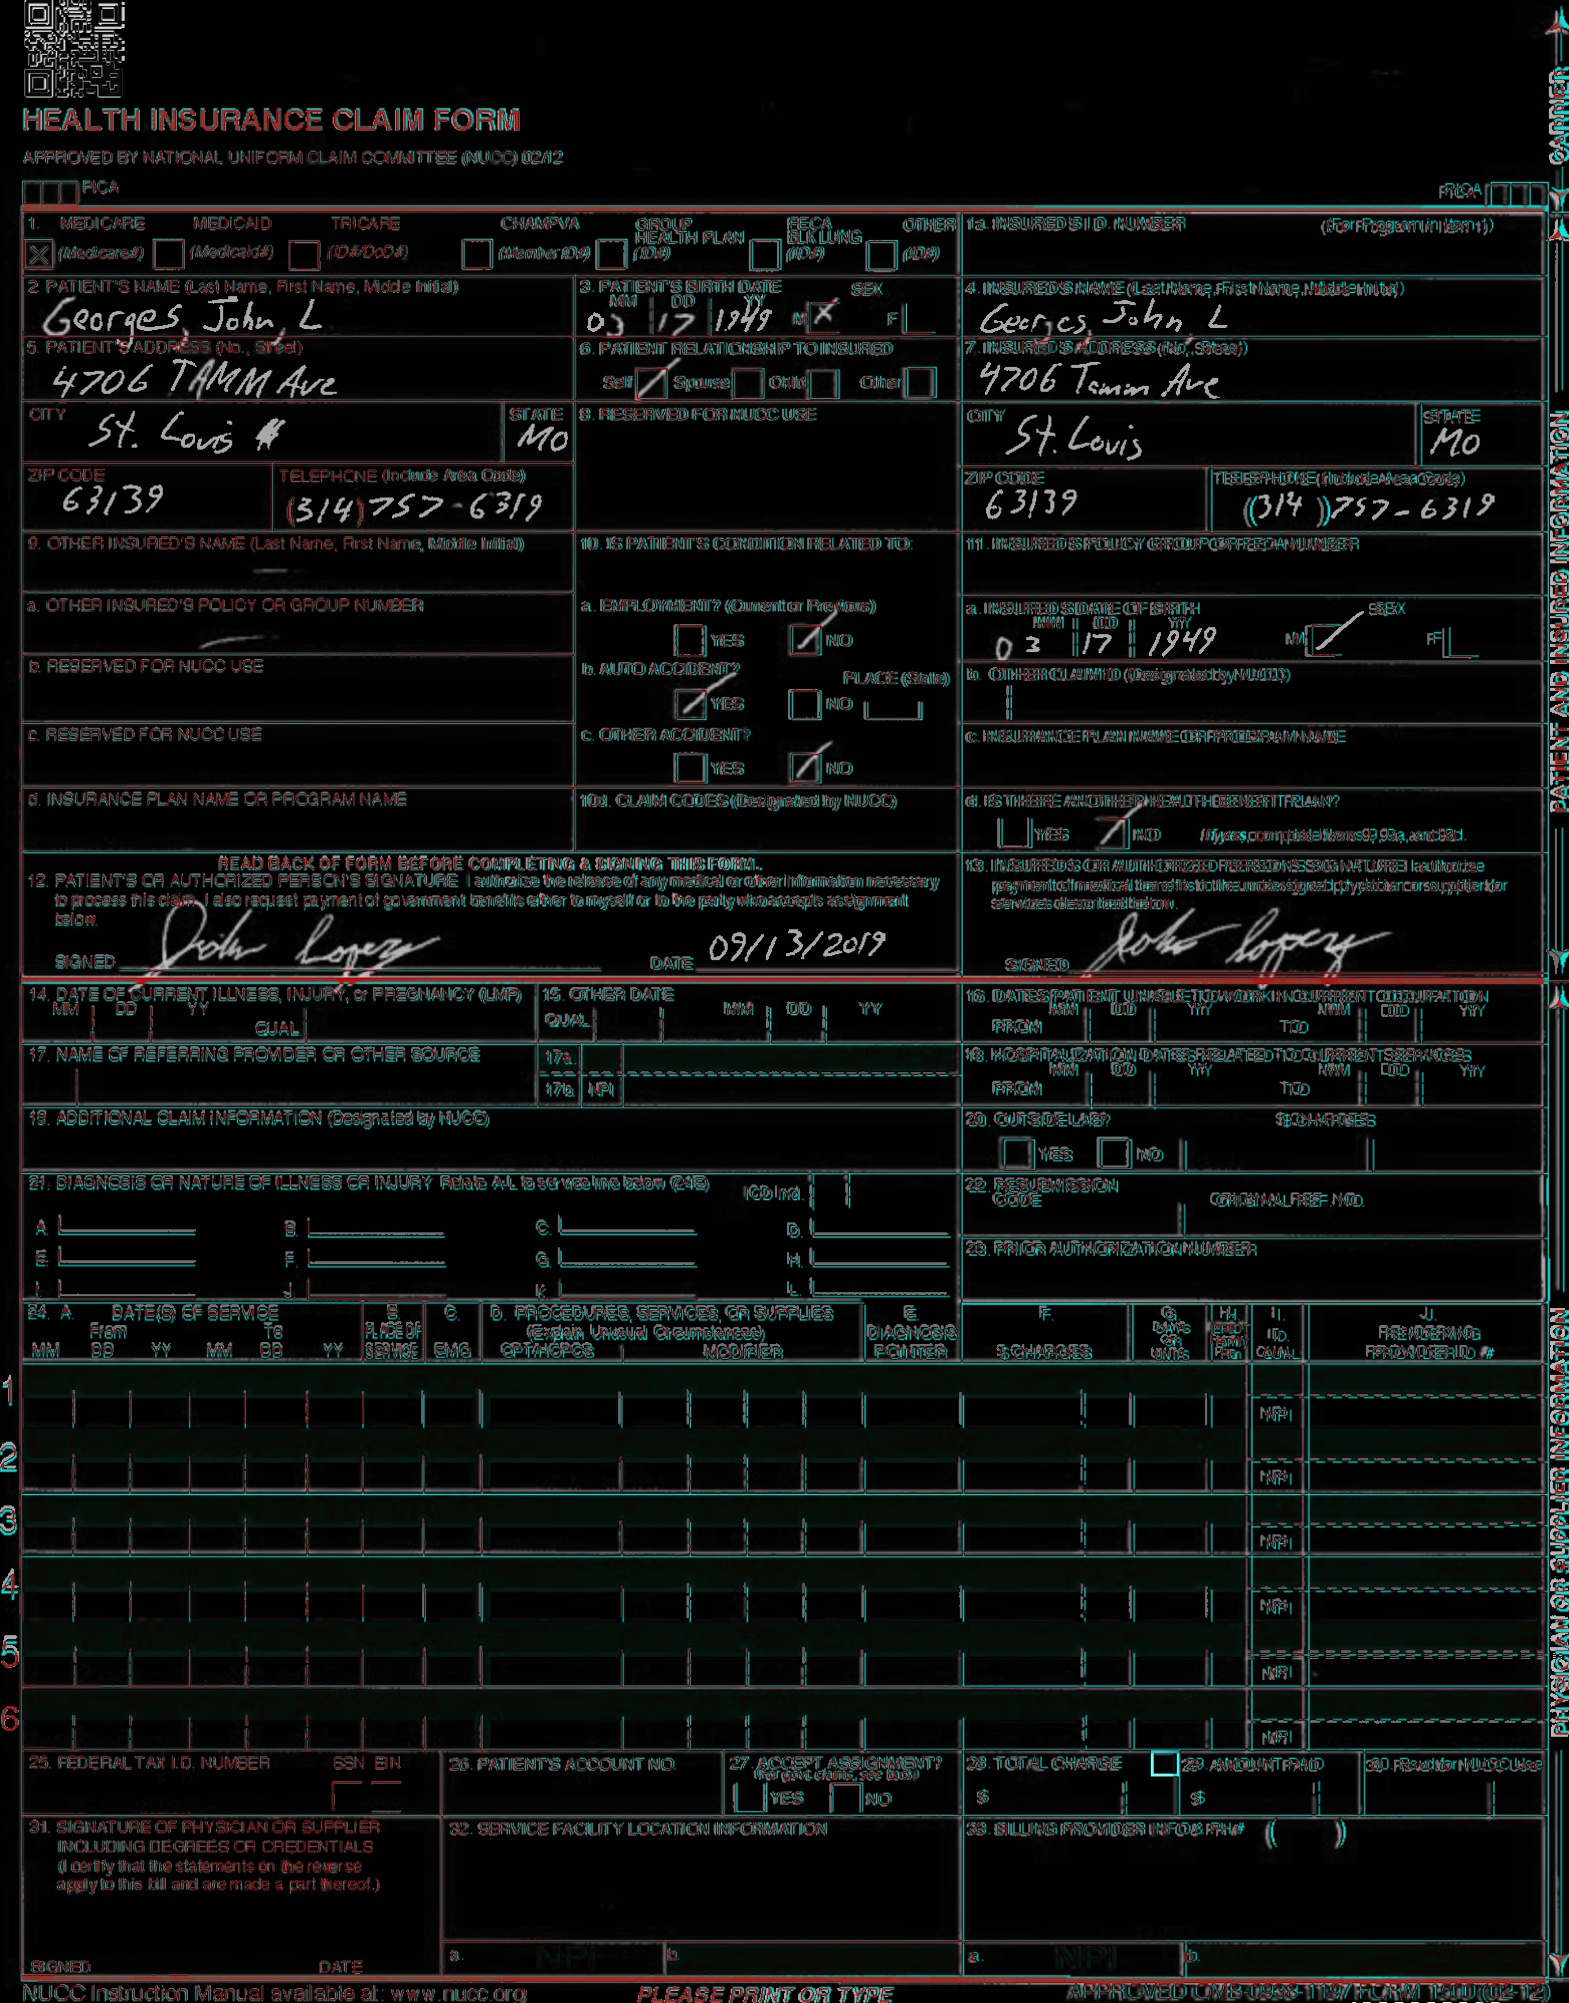 HEALTH INSURANCE CLAIM FORM
APPROVED BY NATIONAL UNIFORM CLAIM COMMITTEE (NUCC) 02/12
PICA PICA
CARRIER
1. MEDICARE MEDICAID TRICARE CHAMPVA GROUP HEALTH PLAN FECA BLK LUNG OTHER
X (Medicare#) (Medicaid#) (ID#/DoD#) (Member ID#) (ID#) (ID#) (ID#)
1a. INSURED'S I.D. NUMBER (For Program in Item 1)
2. PATIENT'S NAME (Last Name, First Name, Middle Initial)
Georges, John, L
3. PATIENT'S BIRTH DATE SEX
MM DD YY
03 17 1949 M X F
4. INSURED'S NAME (Last Name, First Name, Middle Initial)
Georges, John, L
5. PATIENT'S ADDRESS (No., Street)
4706 TAMM Ave
6. PATIENT RELATIONSHIP TO INSURED
Self Spouse Child Other
7. INSURED'S ADDRESS (No., Street)
4706 Tamm Ave
CITY STATE
St. Louis MO
8. RESERVED FOR NUCC USE
CITY STATE
St. Louis MO
ZIP CODE TELEPHONE (Include Area Code)
63139 (314) 757-6319
ZIP CODE TELEPHONE (Include Area Code)
63139 (314) 757-6319
9. OTHER INSURED'S NAME (Last Name, First Name, Middle Initial)
—
10. IS PATIENT'S CONDITION RELATED TO:
11. INSURED'S POLICY GROUP OR FECA NUMBER
a. OTHER INSURED'S POLICY OR GROUP NUMBER
—
a. EMPLOYMENT? (Current or Previous)
YES NO
a. INSURED'S DATE OF BIRTH SEX
MM DD YY
03 17 1949 M F
b. RESERVED FOR NUCC USE
b. AUTO ACCIDENT? PLACE (State)
YES NO
b. OTHER CLAIM ID (Designated by NUCC)
c. RESERVED FOR NUCC USE
c. OTHER ACCIDENT?
YES NO
c. INSURANCE PLAN NAME OR PROGRAM NAME
d. INSURANCE PLAN NAME OR PROGRAM NAME
10d. CLAIM CODES (Designated by NUCC)
d. IS THERE ANOTHER HEALTH BENEFIT PLAN?
YES NO If yes, complete items 9, 9a, and 9d.
PATIENT AND INSURED INFORMATION
READ BACK OF FORM BEFORE COMPLETING & SIGNING THIS FORM.
12. PATIENT'S OR AUTHORIZED PERSON'S SIGNATURE I authorize the release of any medical or other information necessary
to process this claim. I also request payment of government benefits either to myself or to the party who accepts assignment
below.
SIGNED John Lopez DATE 09/13/2019
13. INSURED'S OR AUTHORIZED PERSON'S SIGNATURE I authorize
payment of medical benefits to the undersigned physician or supplier for
services described below.
SIGNED John Lopez
14. DATE OF CURRENT ILLNESS, INJURY, or PREGNANCY (LMP)
MM DD YY QUAL.
15. OTHER DATE
QUAL. MM DD YY
16. DATES PATIENT UNABLE TO WORK IN CURRENT OCCUPATION
MM DD YY MM DD YY
FROM TO
17. NAME OF REFERRING PROVIDER OR OTHER SOURCE
17a.
17b. NPI
18. HOSPITALIZATION DATES RELATED TO CURRENT SERVICES
MM DD YY MM DD YY
FROM TO
19. ADDITIONAL CLAIM INFORMATION (Designated by NUCC)
20. OUTSIDE LAB? $ CHARGES
YES NO
21. DIAGNOSIS OR NATURE OF ILLNESS OR INJURY Relate A-L to service line below (24E) ICD Ind.
A. B. C. D.
E. F. G. H.
I. J. K. L.
22. RESUBMISSION CODE ORIGINAL REF. NO.
23. PRIOR AUTHORIZATION NUMBER
24. A. DATE(S) OF SERVICE B. C. D. PROCEDURES, SERVICES, OR SUPPLIES E. F. G. H. I. J.
From To PLACE OF (Explain Unusual Circumstances) DIAGNOSIS DAYS OR ID. RENDERING
MM DD YY MM DD YY SERVICE EMG CPT/HCPCS MODIFIER POINTER $ CHARGES UNITS QUAL. PROVIDER ID. #
1 NPI
2 NPI
3 NPI
4 NPI
5 NPI
6 NPI
PHYSICIAN OR SUPPLIER INFORMATION
25. FEDERAL TAX I.D. NUMBER SSN EIN
26. PATIENT'S ACCOUNT NO.
27. ACCEPT ASSIGNMENT?
(For govt. claims, see back)
YES NO
28. TOTAL CHARGE
$
29. AMOUNT PAID
$
30. Rsvd for NUCC Use
31. SIGNATURE OF PHYSICIAN OR SUPPLIER
INCLUDING DEGREES OR CREDENTIALS
(I certify that the statements on the reverse
apply to this bill and are made a part thereof.)
SIGNED DATE
32. SERVICE FACILITY LOCATION INFORMATION
a. NPI b.
33. BILLING PROVIDER INFO & PH # ( )
a. NPI b.
NUCC Instruction Manual available at: www.nucc.org
PLEASE PRINT OR TYPE
APPROVED OMB-0938-1197 FORM 1500 (02-12)